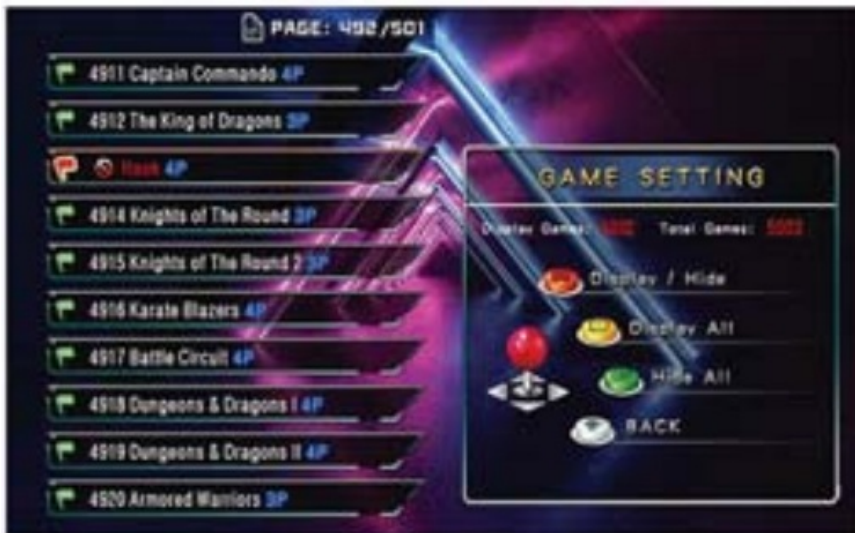 PAGE: 492/501
4911 Captain Commando 4P
4912 The King of Dragons 3P
Hook 4P
4914 Knights of The Round 3P
4915 Knights of The Round 2 3P
4916 Karate Blazers 4P
4917 Battle Circuit 4P
4918 Dungeons & Dragons I 4P
4919 Dungeons & Dragons II 4P
4920 Armored Warriors 3P
GAME SETTING
Display Games: Total Games:
Display / Hide
Display All
Hide All
BACK